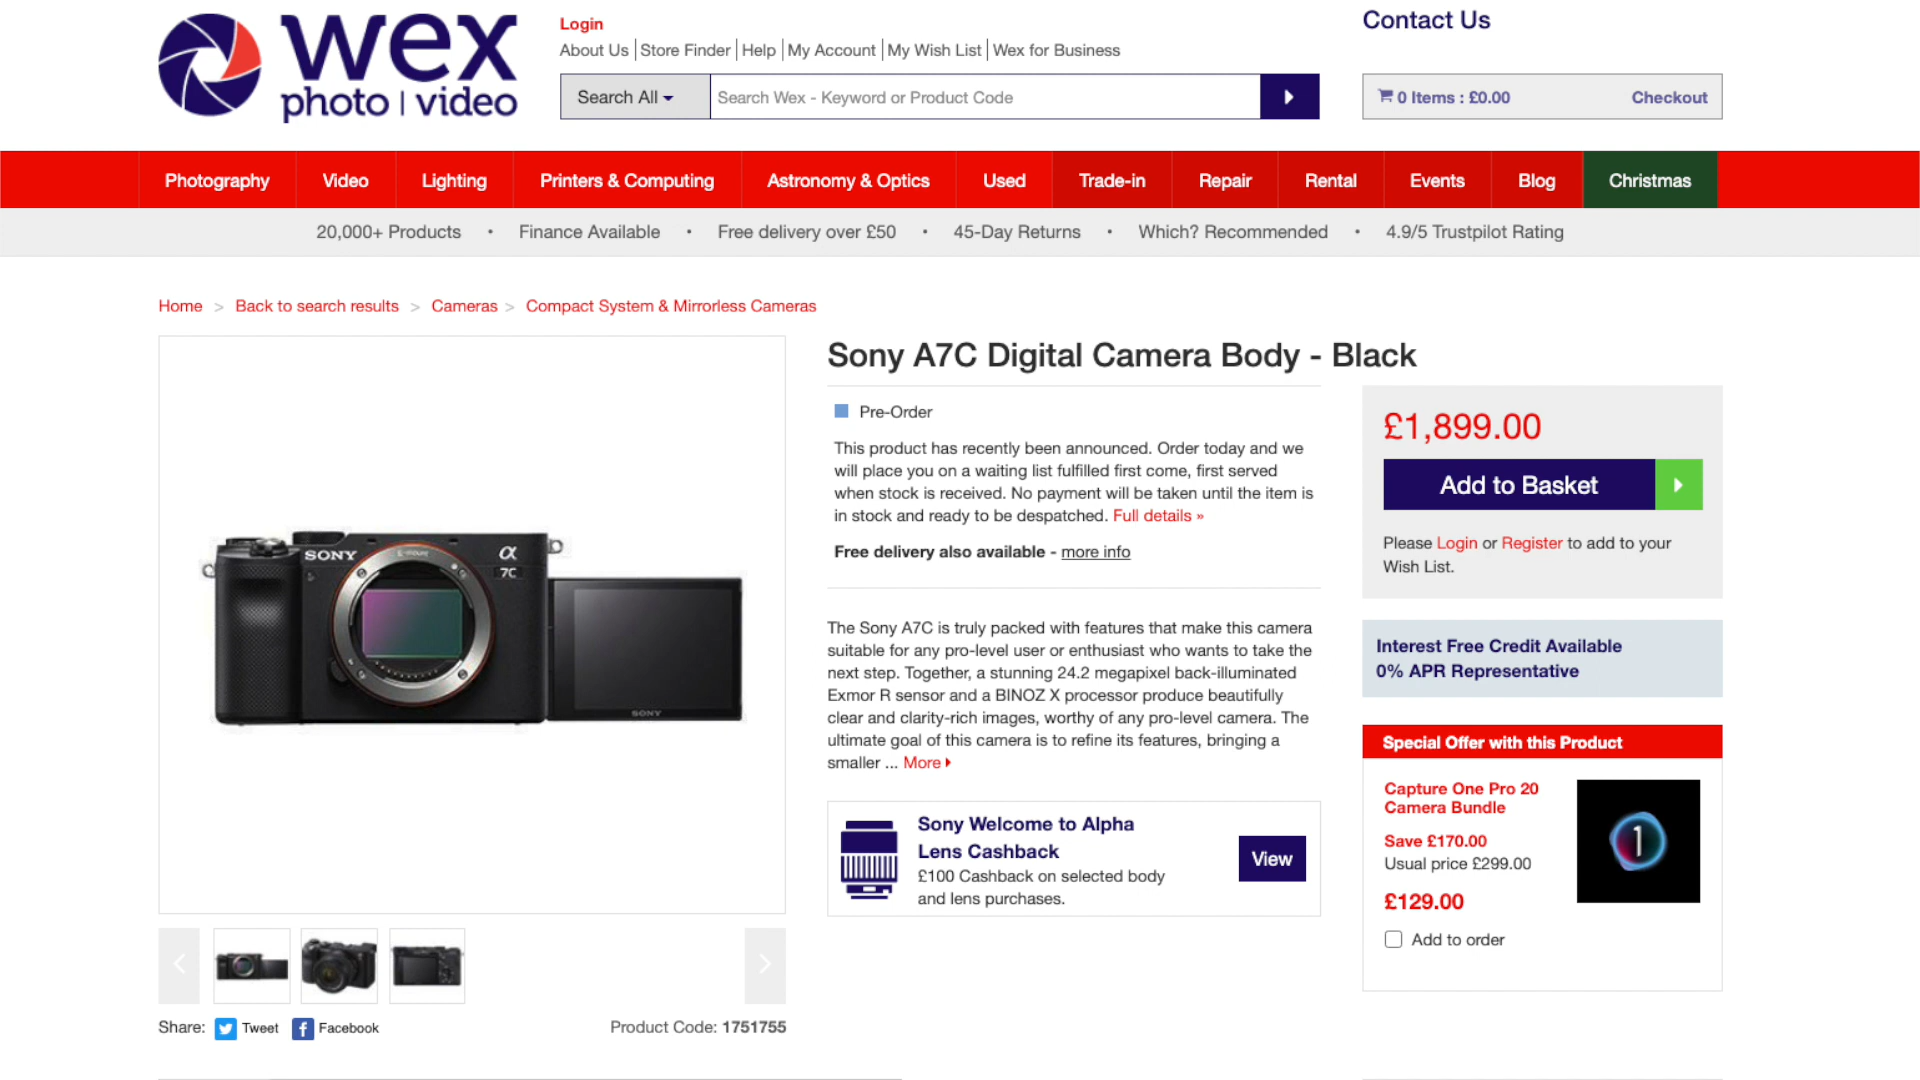 wex
photo | video
Login
About Us | Store Finder | Help | My Account | My Wish List | Wex for Business
Search All
Search Wex - Keyword or Product Code
Contact Us
0 Items : £0.00
Checkout
Photography Video Lighting Printers & Computing Astronomy & Optics Used Trade-in Repair Rental Events Blog Christmas
20,000+ Products • Finance Available • Free delivery over £50 • 45-Day Returns • Which? Recommended • 4.9/5 Trustpilot Rating
Home > Back to search results > Cameras > Compact System & Mirrorless Cameras
SONY
E-mount
α
7C
SONY
Share: Tweet Facebook
Product Code: 1751755
Sony A7C Digital Camera Body - Black
Pre-Order
This product has recently been announced. Order today and we
will place you on a waiting list fulfilled first come, first served
when stock is received. No payment will be taken until the item is
in stock and ready to be despatched. Full details »
Free delivery also available - more info
The Sony A7C is truly packed with features that make this camera
suitable for any pro-level user or enthusiast who wants to take the
next step. Together, a stunning 24.2 megapixel back-illuminated
Exmor R sensor and a BINOZ X processor produce beautifully
clear and clarity-rich images, worthy of any pro-level camera. The
ultimate goal of this camera is to refine its features, bringing a
smaller ... More
Sony Welcome to Alpha
Lens Cashback
£100 Cashback on selected body
and lens purchases.
View
£1,899.00
Add to Basket
Please Login or Register to add to your
Wish List.
Interest Free Credit Available
0% APR Representative
Special Offer with this Product
Capture One Pro 20
Camera Bundle
Save £170.00
Usual price £299.00
£129.00
Add to order
1